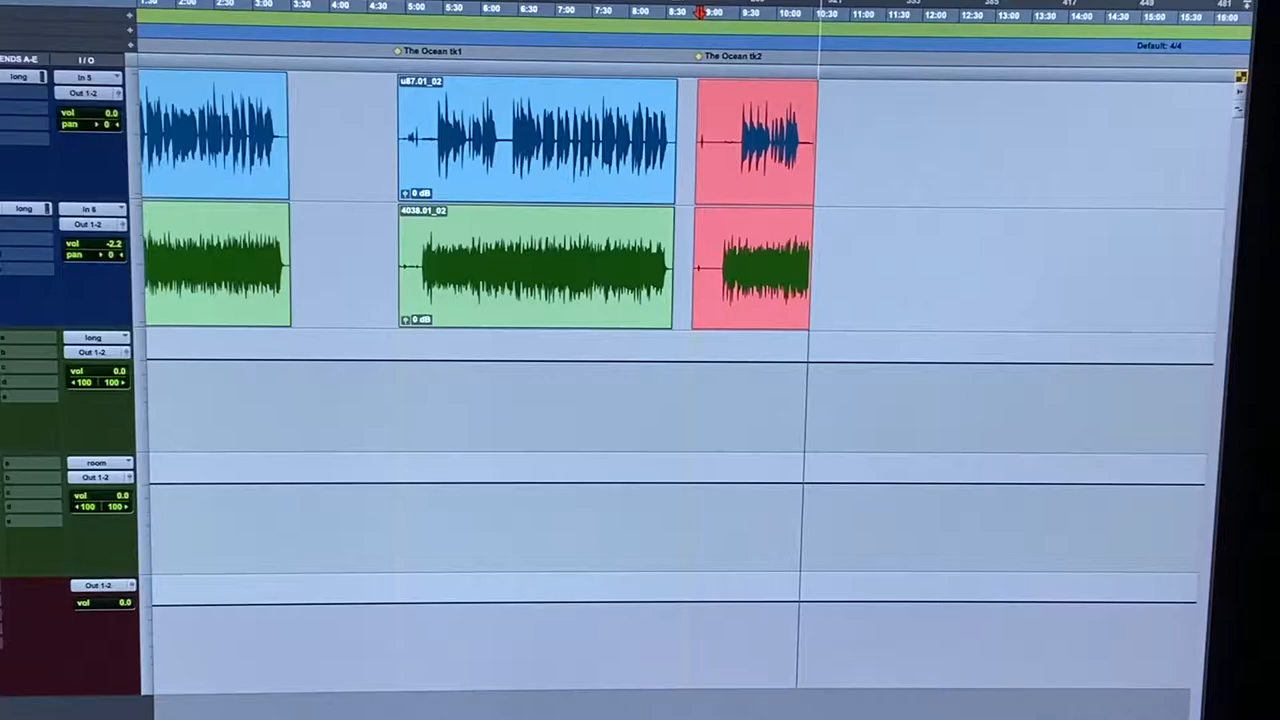 2:00 2:30 3:00 3:30 4:00 4:30 5:00 5:30 6:00 6:30 7:00 7:30 8:00 8:30 9:00 9:30 10:00 10:30 11:00 11:30 12:00 12:30 13:00 13:30 14:00 14:30 15:00 15:30 16:00
Default: 4/4
The Ocean tk1
The Ocean tk2
ENDS A-E I / O
long In 5
Out 1-2
vol 0.0
pan 0
u87.01_02
0 dB
long In 6
Out 1-2
vol -2.2
pan 0
4038.01_02
0 dB
a long
b Out 1-2
c vol 0.0
d 100 100
e
a room
b Out 1-2
c vol 0.0
d 100 100
e
Out 1-2
vol 0.0